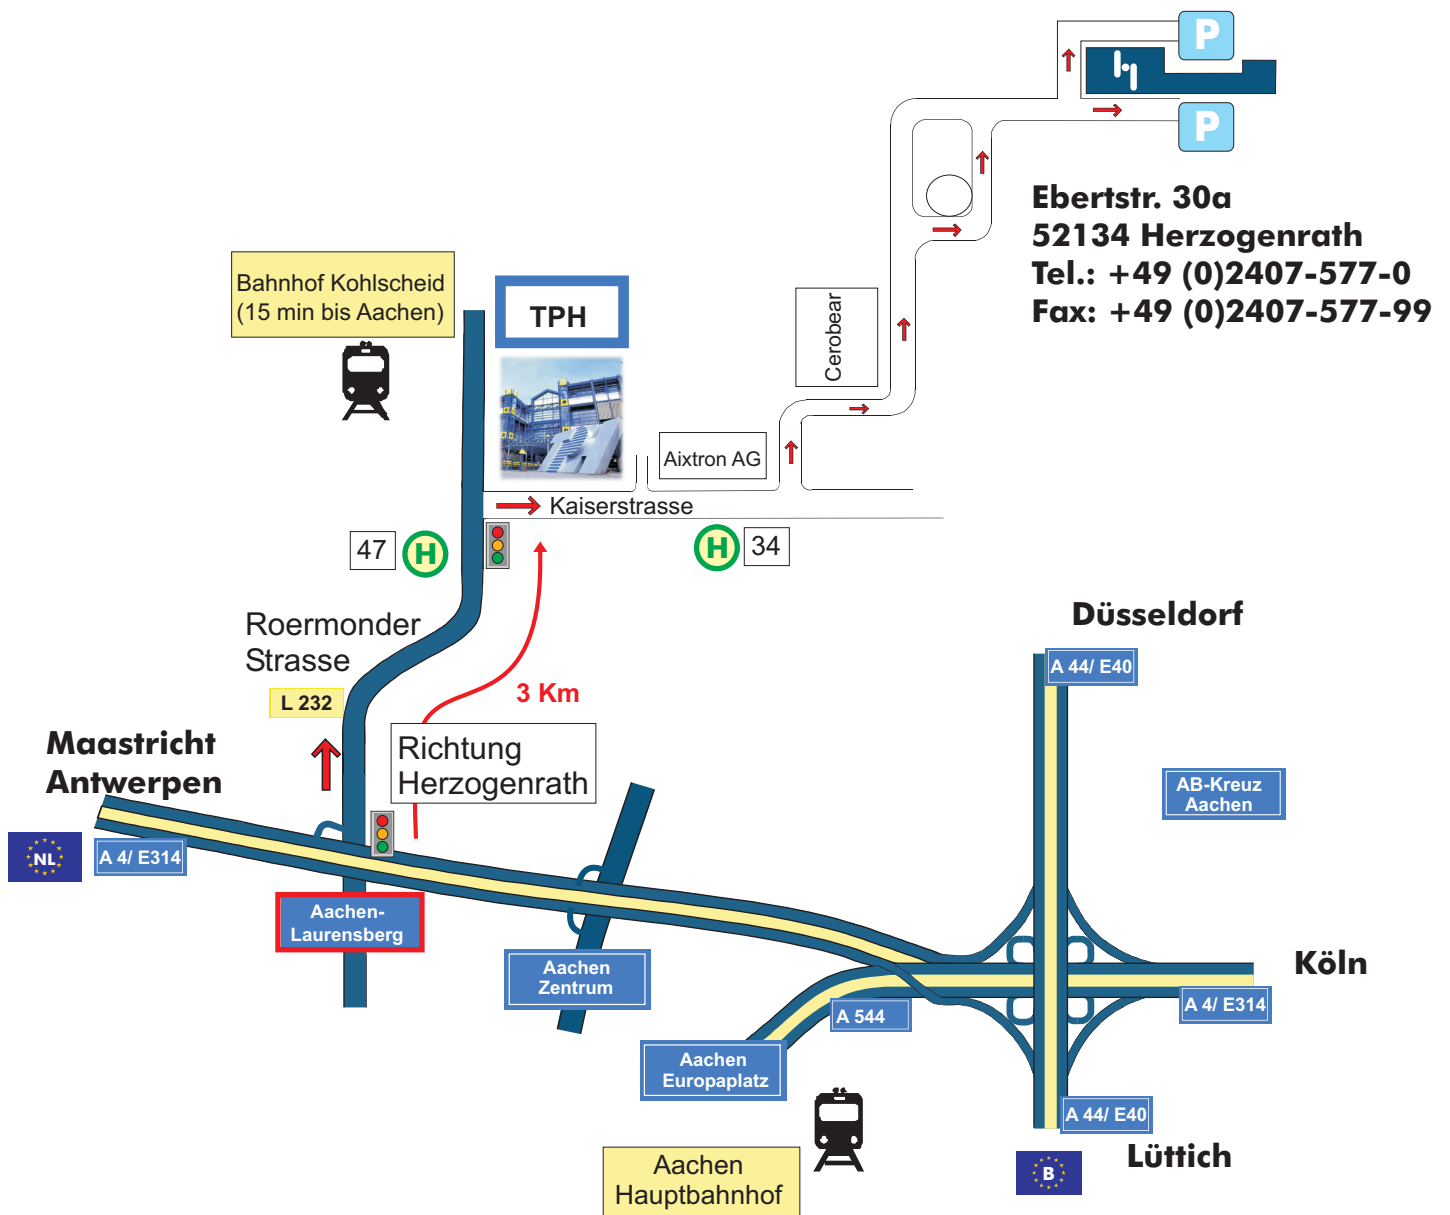 P
P
Ebertstr. 30a
52134 Herzogenrath
Tel.: +49 (0)2407-577-0
Fax: +49 (0)2407-577-99
Bahnhof Kohlscheid
(15 min bis Aachen)
TPH
Cerobear
Aixtron AG
Kaiserstrasse
47
H
H
34
Roermonder
Strasse
L 232
3 Km
Richtung
Herzogenrath
Maastricht
Antwerpen
NL
A 4/ E314
Aachen-
Laurensberg
Aachen
Zentrum
Düsseldorf
A 44/ E40
AB-Kreuz
Aachen
Köln
A 4/ E314
A 544
Aachen
Europaplatz
A 44/ E40
Lüttich
B
Aachen
Hauptbahnhof